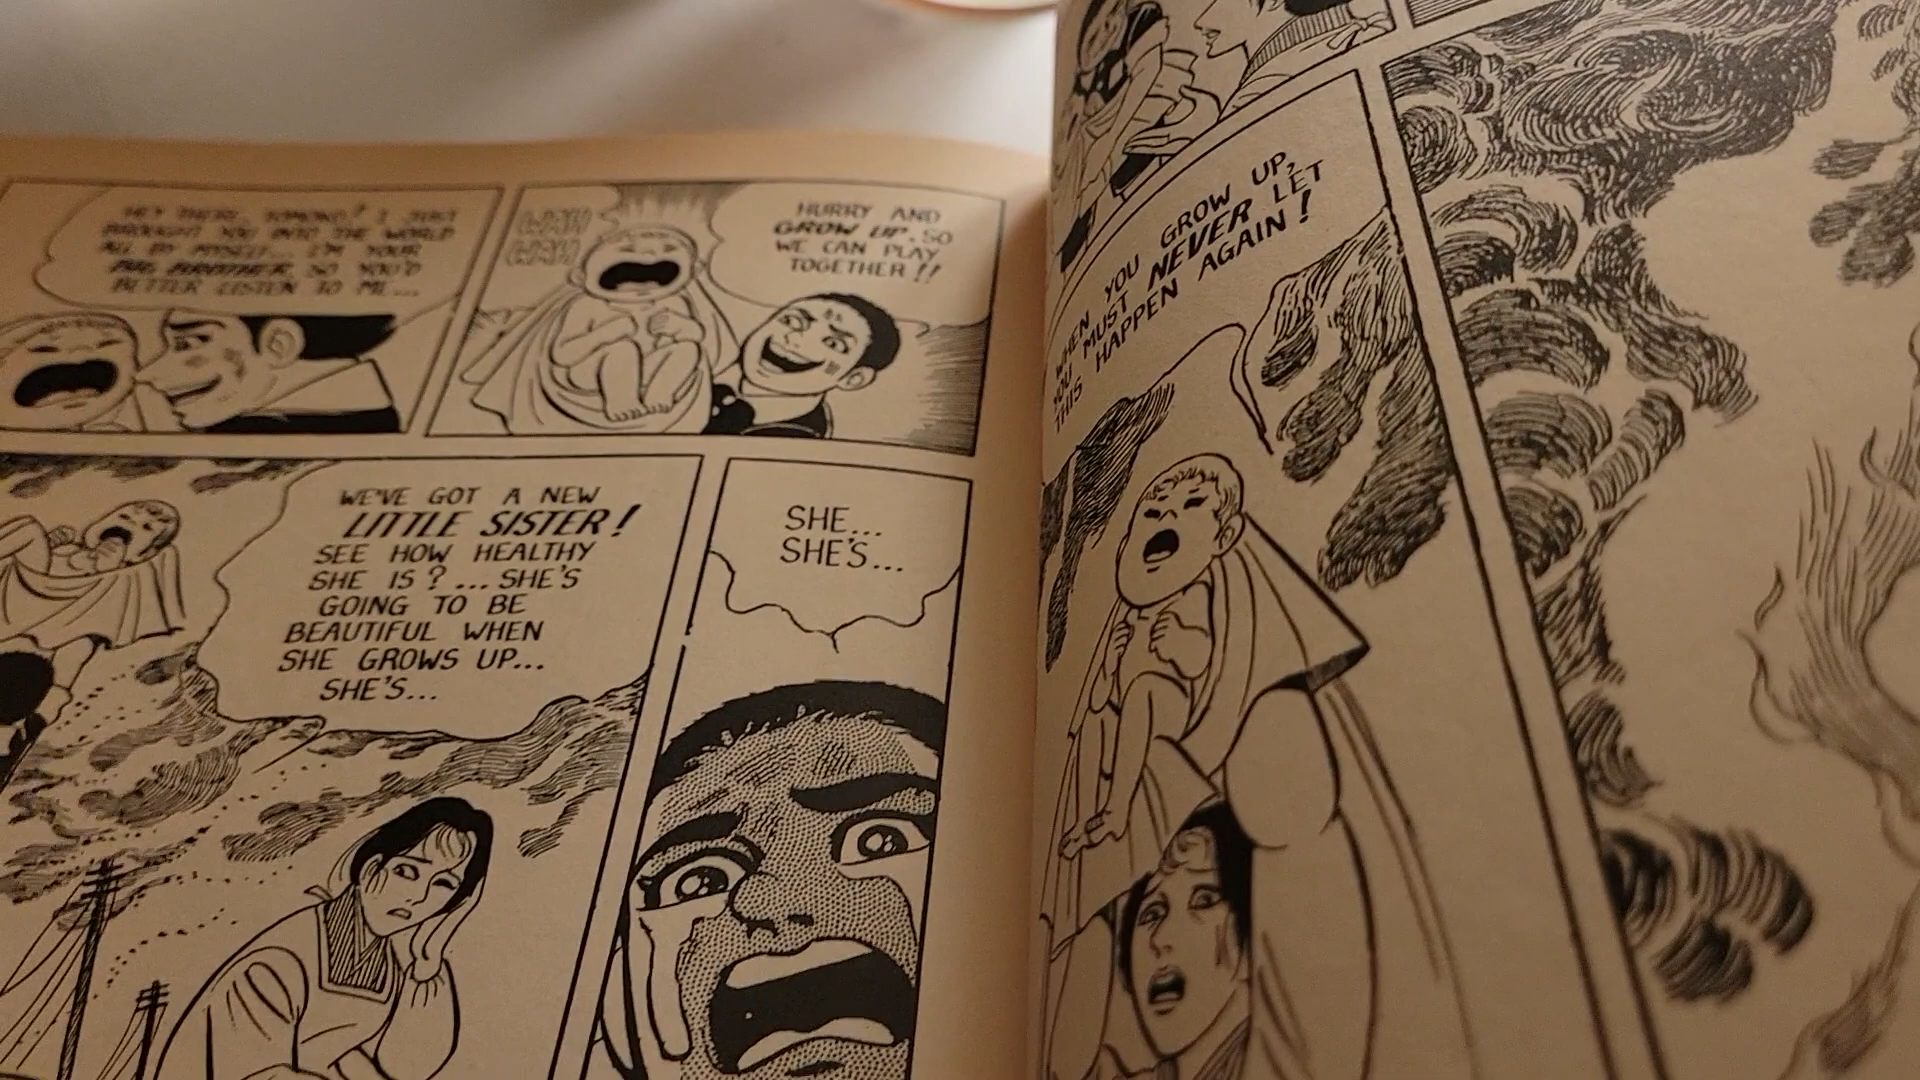 HEY THERE, TOMOKO! I JUST
BROUGHT YOU INTO THE WORLD
ALL BY MYSELF... I'M YOUR
BIG BROTHER, SO YOU'D
BETTER LISTEN TO ME...
WAH
WAH
HURRY AND
GROW UP, SO
WE CAN PLAY
TOGETHER!!
WE'VE GOT A NEW
LITTLE SISTER!
SEE HOW HEALTHY
SHE IS?...SHE'S
GOING TO BE
BEAUTIFUL WHEN
SHE GROWS UP...
SHE'S...
SHE...
SHE'S...
WHEN YOU GROW UP,
YOU MUST NEVER LET
THIS HAPPEN AGAIN!